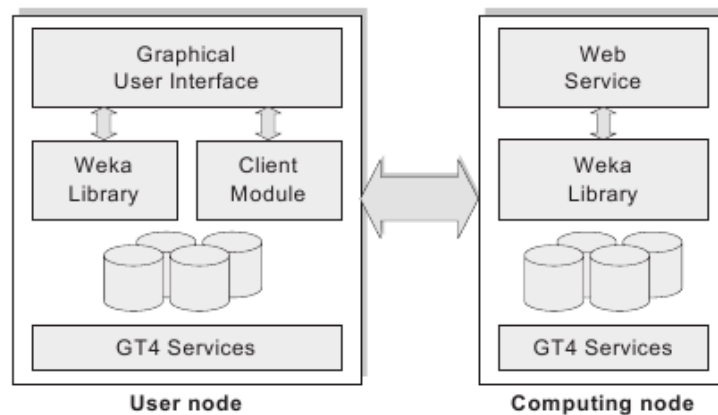 Graphical
User Interface
Weka
Library
Client
Module
GT4 Services
User node
Web
Service
Weka
Library
GT4 Services
Computing node